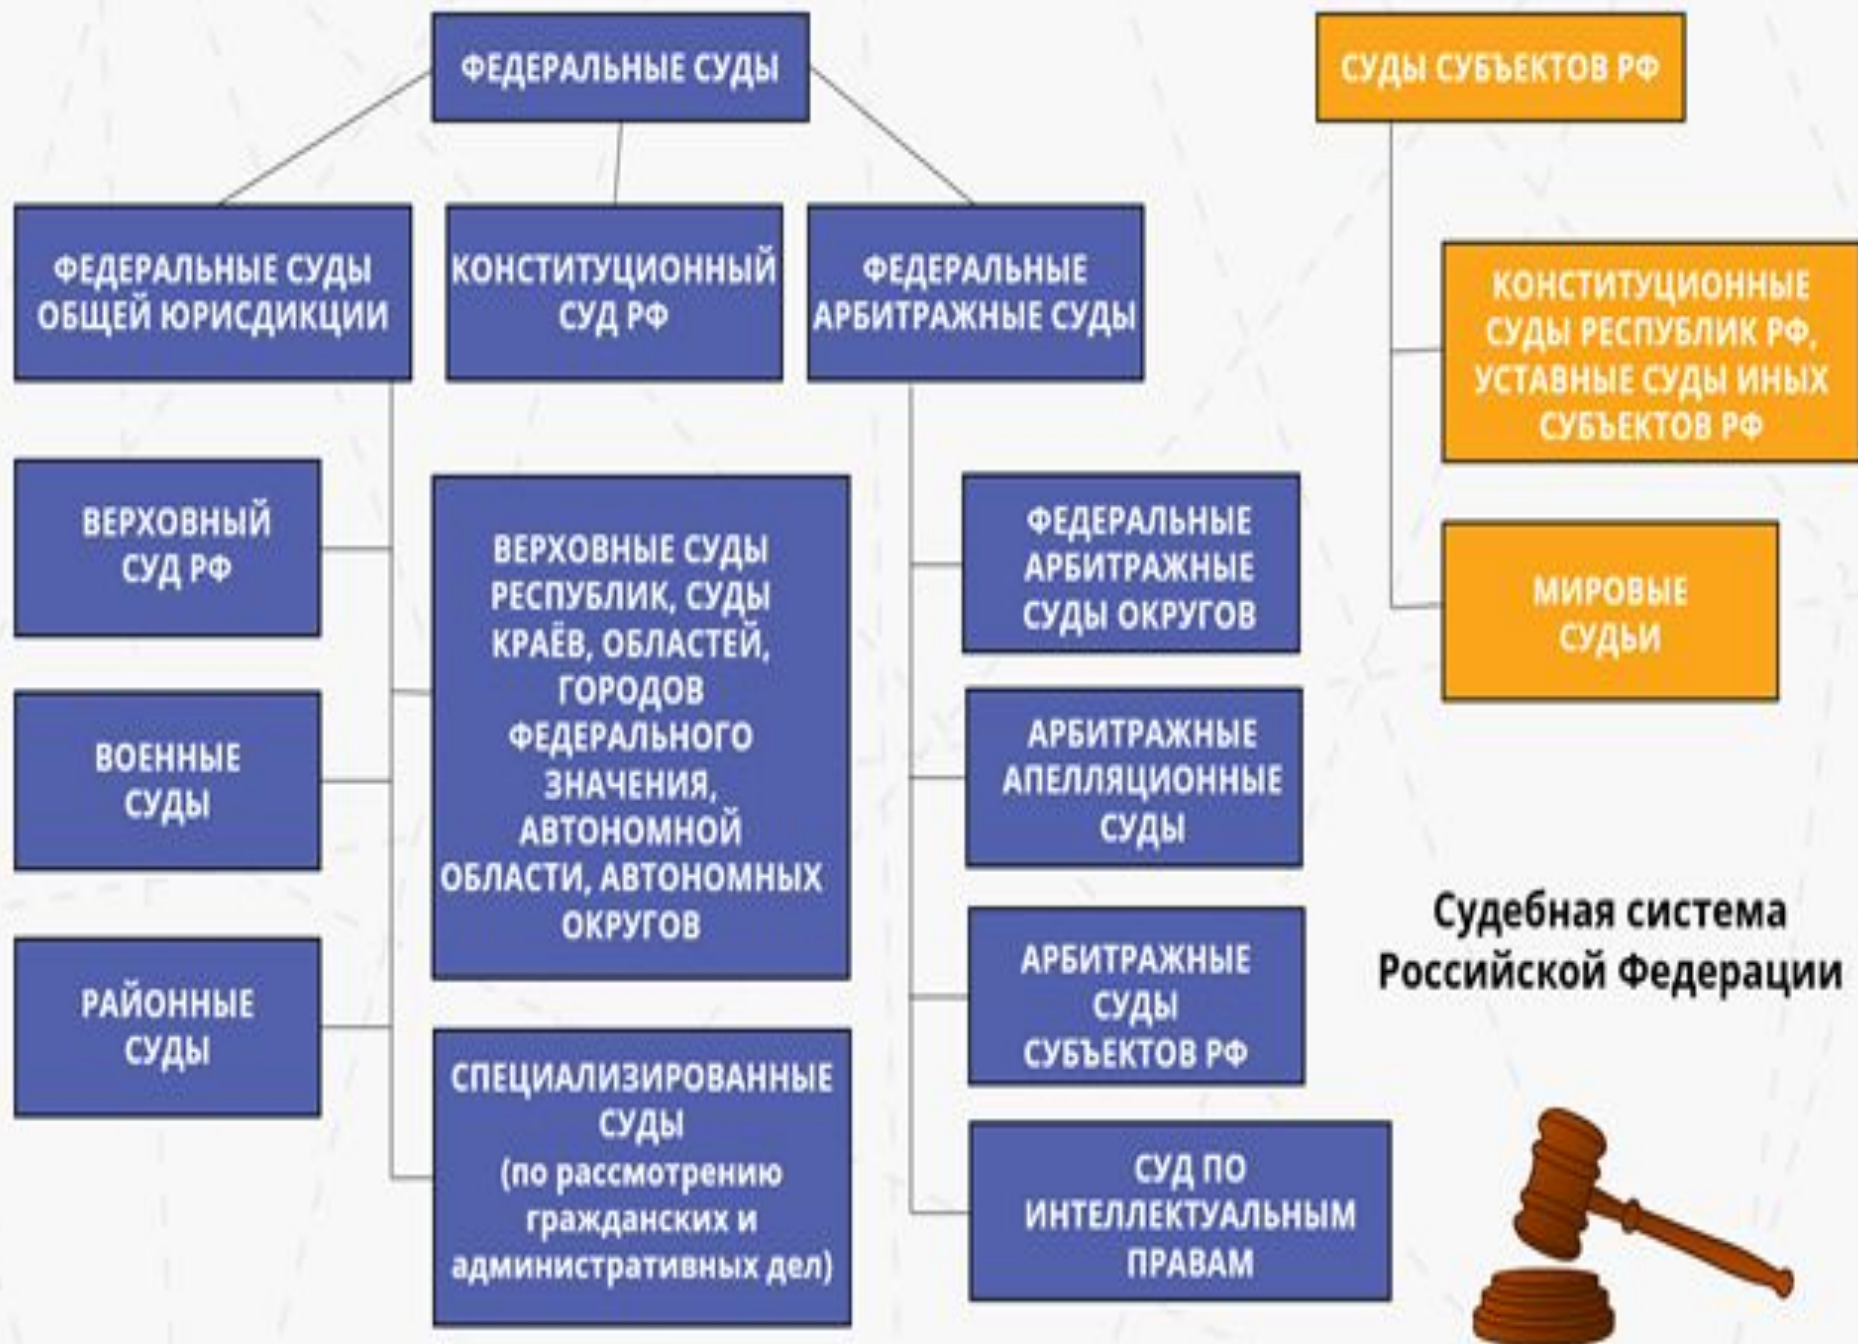 ФЕДЕРАЛЬНЫЕ СУДЫ
СУДЫ СУБЪЕКТОВ РФ
ФЕДЕРАЛЬНЫЕ СУДЫ
ОБЩЕЙ ЮРИСДИКЦИИ
КОНСТИТУЦИОННЫЙ
СУД РФ
ФЕДЕРАЛЬНЫЕ
АРБИТРАЖНЫЕ СУДЫ
КОНСТИТУЦИОННЫЕ
СУДЫ РЕСПУБЛИК РФ,
УСТАВНЫЕ СУДЫ ИНЫХ
СУБЪЕКТОВ РФ
ВЕРХОВНЫЙ
СУД РФ
ВЕРХОВНЫЕ СУДЫ
РЕСПУБЛИК, СУДЫ
КРАЁВ, ОБЛАСТЕЙ,
ГОРОДОВ
ФЕДЕРАЛЬНОГО
ЗНАЧЕНИЯ,
АВТОНОМНОЙ
ОБЛАСТИ, АВТОНОМНЫХ
ОКРУГОВ
ФЕДЕРАЛЬНЫЕ
АРБИТРАЖНЫЕ
СУДЫ ОКРУГОВ
МИРОВЫЕ
СУДЬИ
ВОЕННЫЕ
СУДЫ
АРБИТРАЖНЫЕ
АПЕЛЛЯЦИОННЫЕ
СУДЫ
РАЙОННЫЕ
СУДЫ
АРБИТРАЖНЫЕ
СУДЫ
СУБЪЕКТОВ РФ
Судебная система
Российской Федерации
СПЕЦИАЛИЗИРОВАННЫЕ
СУДЫ
(по рассмотрению
гражданских и
административных дел)
СУД ПО
ИНТЕЛЛЕКТУАЛЬНЫМ
ПРАВАМ